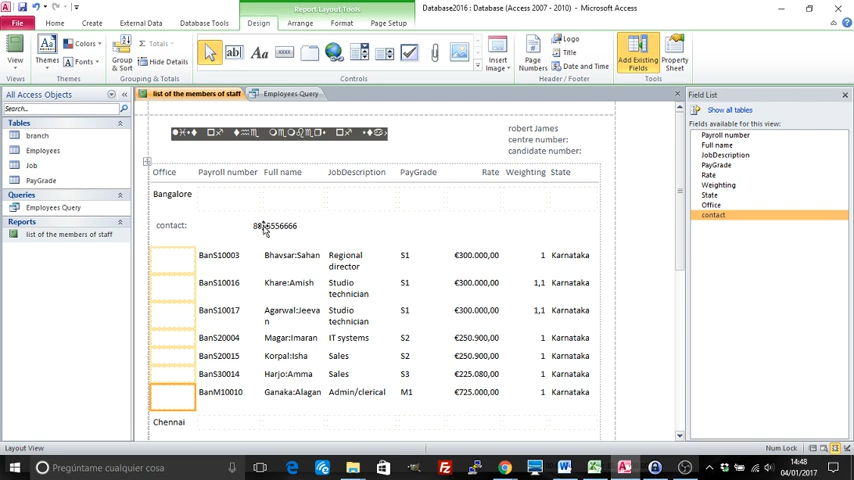 Report Layout Tools
Database2016 : Database (Access 2007 - 2010) - Microsoft Access
File Home Create External Data Database Tools Design Arrange Format Page Setup
View
Themes
Colors
Fonts
Group & Sort
Totals
Hide Details
Aa
XXXX
Insert Image
Page Numbers
Logo
Title
Date and Time
Add Existing Fields
Property Sheet
Views Themes Grouping & Totals Controls Header / Footer Tools
All Access Objects
Search...
Tables
branch
Employees
Job
PayGrade
Queries
Employees Query
Reports
list of the members of staff
list of the members of staff Employees Query
robert James
centre number:
candidate number:
Office Payroll number Full name JobDescription PayGrade Rate Weighting State
Bangalore
contact:
BanS10003 Bhavsar:Sahan Regional director S1 €300.000,00 1 Karnataka
BanS10016 Khare:Amish Studio technician S1 €300.000,00 1,1 Karnataka
BanS10017 Agarwal:Jeevan Studio technician S1 €300.000,00 1,1 Karnataka
BanS20004 Magar:Imaran IT systems S2 €250.900,00 1 Karnataka
BanS20015 Korpal:Isha Sales S2 €250.900,00 1 Karnataka
BanS30014 Harjo:Amma Sales S3 €225.080,00 1 Karnataka
BanM10010 Ganaka:Alagan Admin/clerical M1 €725.000,00 1 Karnataka
Chennai
Field List
Show all tables
Fields available for this view:
Payroll number
Full name
JobDescription
PayGrade
Rate
Weighting
State
Office
contact
Layout View
Num Lock
Pregúntame cualquier cosa
14:48
04/01/2017